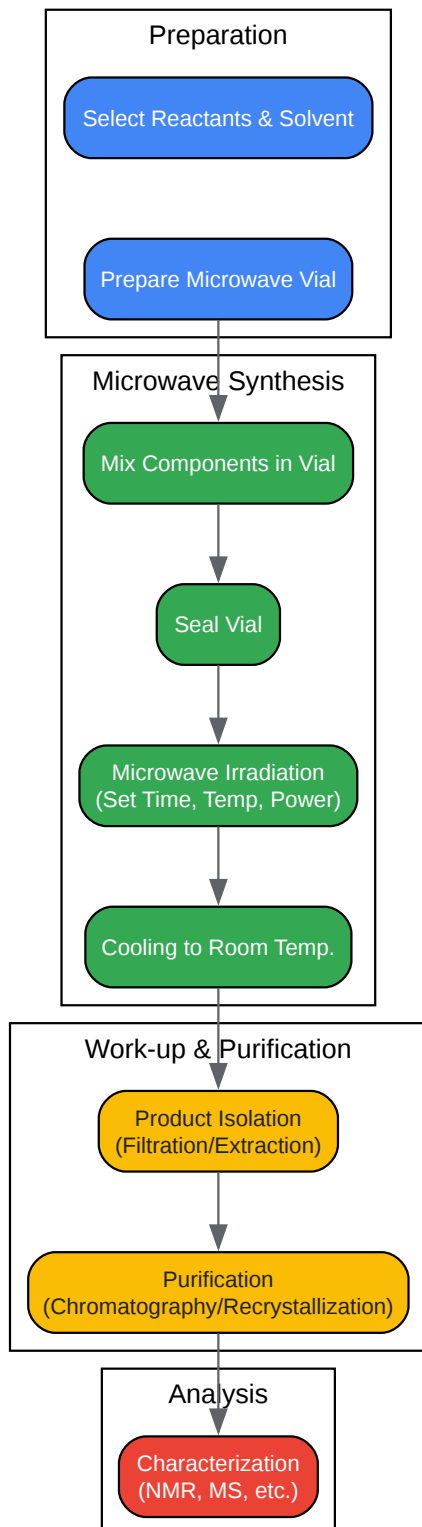 Preparation
Select Reactants & Solvent
Prepare Microwave Vial
Microwave Synthesis
Mix Components in Vial
Seal Vial
Microwave Irradiation
(Set Time, Temp, Power)
Cooling to Room Temp.
Work-up & Purification
Product Isolation
(Filtration/Extraction)
Purification
(Chromatography/Recrystallization)
Analysis
Characterization
(NMR, MS, etc.)